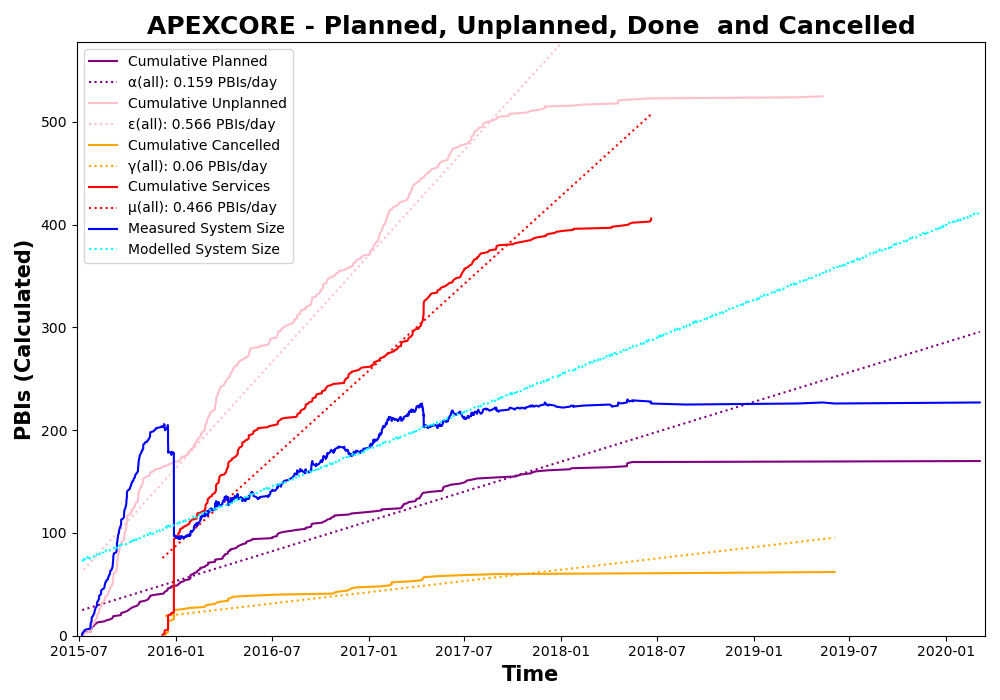 APEXCORE - Planned, Unplanned, Done  and Cancelled
Cumulative Planned
α(all): 0.159 PBIs/day
Cumulative Unplanned
ε(all): 0.566 PBIs/day
Cumulative Cancelled
γ(all): 0.06 PBIs/day
Cumulative Services
μ(all): 0.466 PBIs/day
Measured System Size
Modelled System Size
PBIs (Calculated)
500
400
300
200
100
0
2015-07 2016-01 2016-07 2017-01 2017-07 2018-01 2018-07 2019-01 2019-07 2020-01
Time